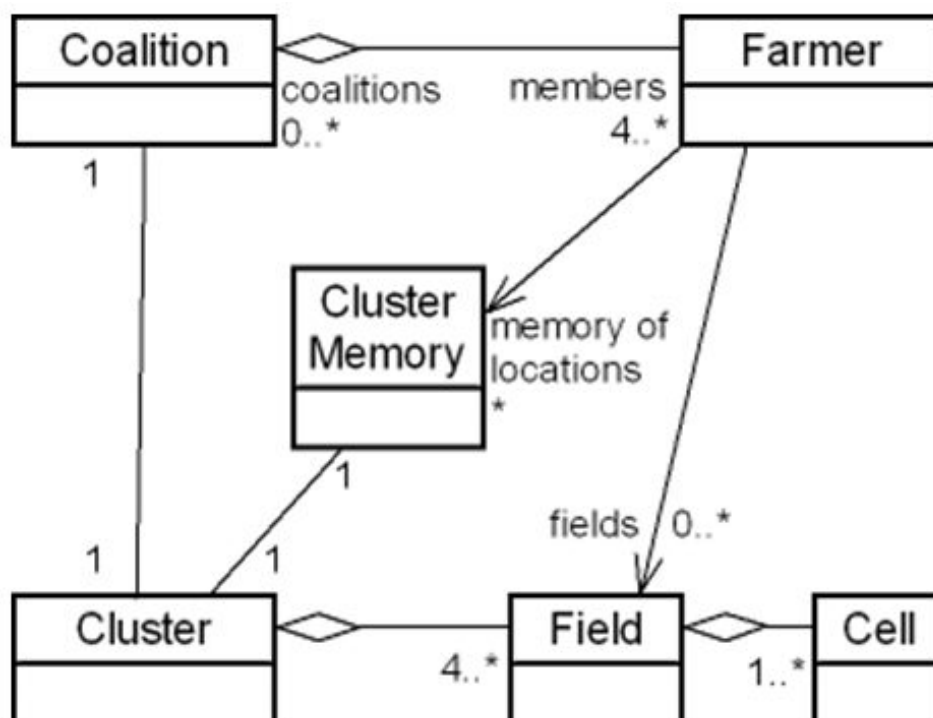 Coalition
Farmer
coalitions
members
0..*
4..*
1
Cluster
Memory
memory of
locations
*
1
fields
0..*
1
1
Cluster
Field
Cell
4..*
1..*